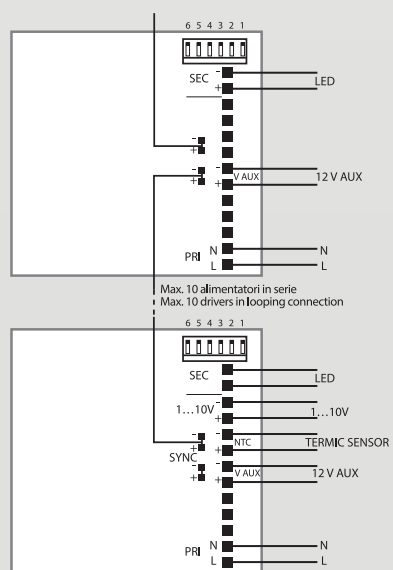 6 5 4 3 2 1
SEC -
+
LED
-
+
-
+
-
V AUX
+
12 V AUX
PRI
N
N
L
L
Max. 10 alimentatori in serie
Max. 10 drivers in looping connection
6 5 4 3 2 1
SEC
LED
-
1...10V
+
1...10V
-
+
SYNC
-
NTC
+
TERMIC SENSOR
-
+
-
V AUX
+
12 V AUX
PRI
N
N
L
L